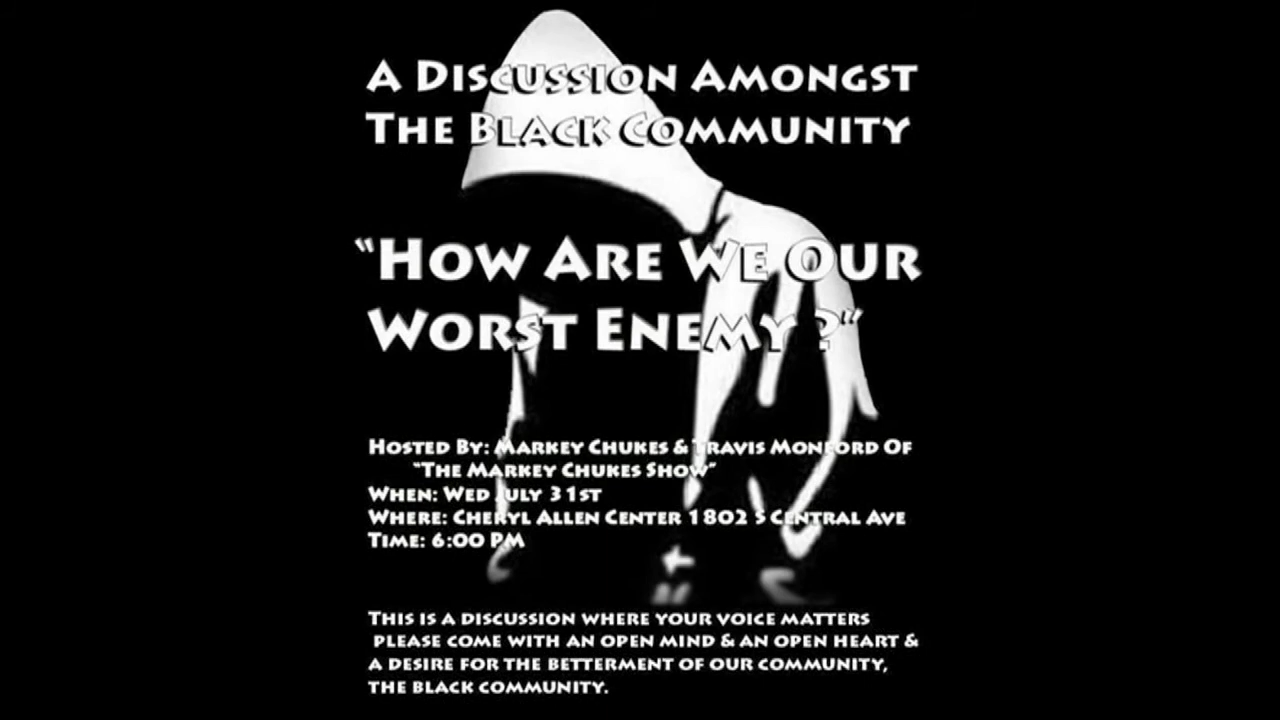 A Discussion Amongst
The Black Community
"How Are We Our
Worst Enemy?"
Hosted By: Markey Chukes & Travis Monford Of
"The Markey Chukes Show"
When: Wed July 31st
Where: Cheryl Allen Center 1802 S Central Ave
Time: 6:00 PM
This is a discussion where your voice matters
please come with an open mind & an open heart &
a desire for the betterment of our community,
the black community.